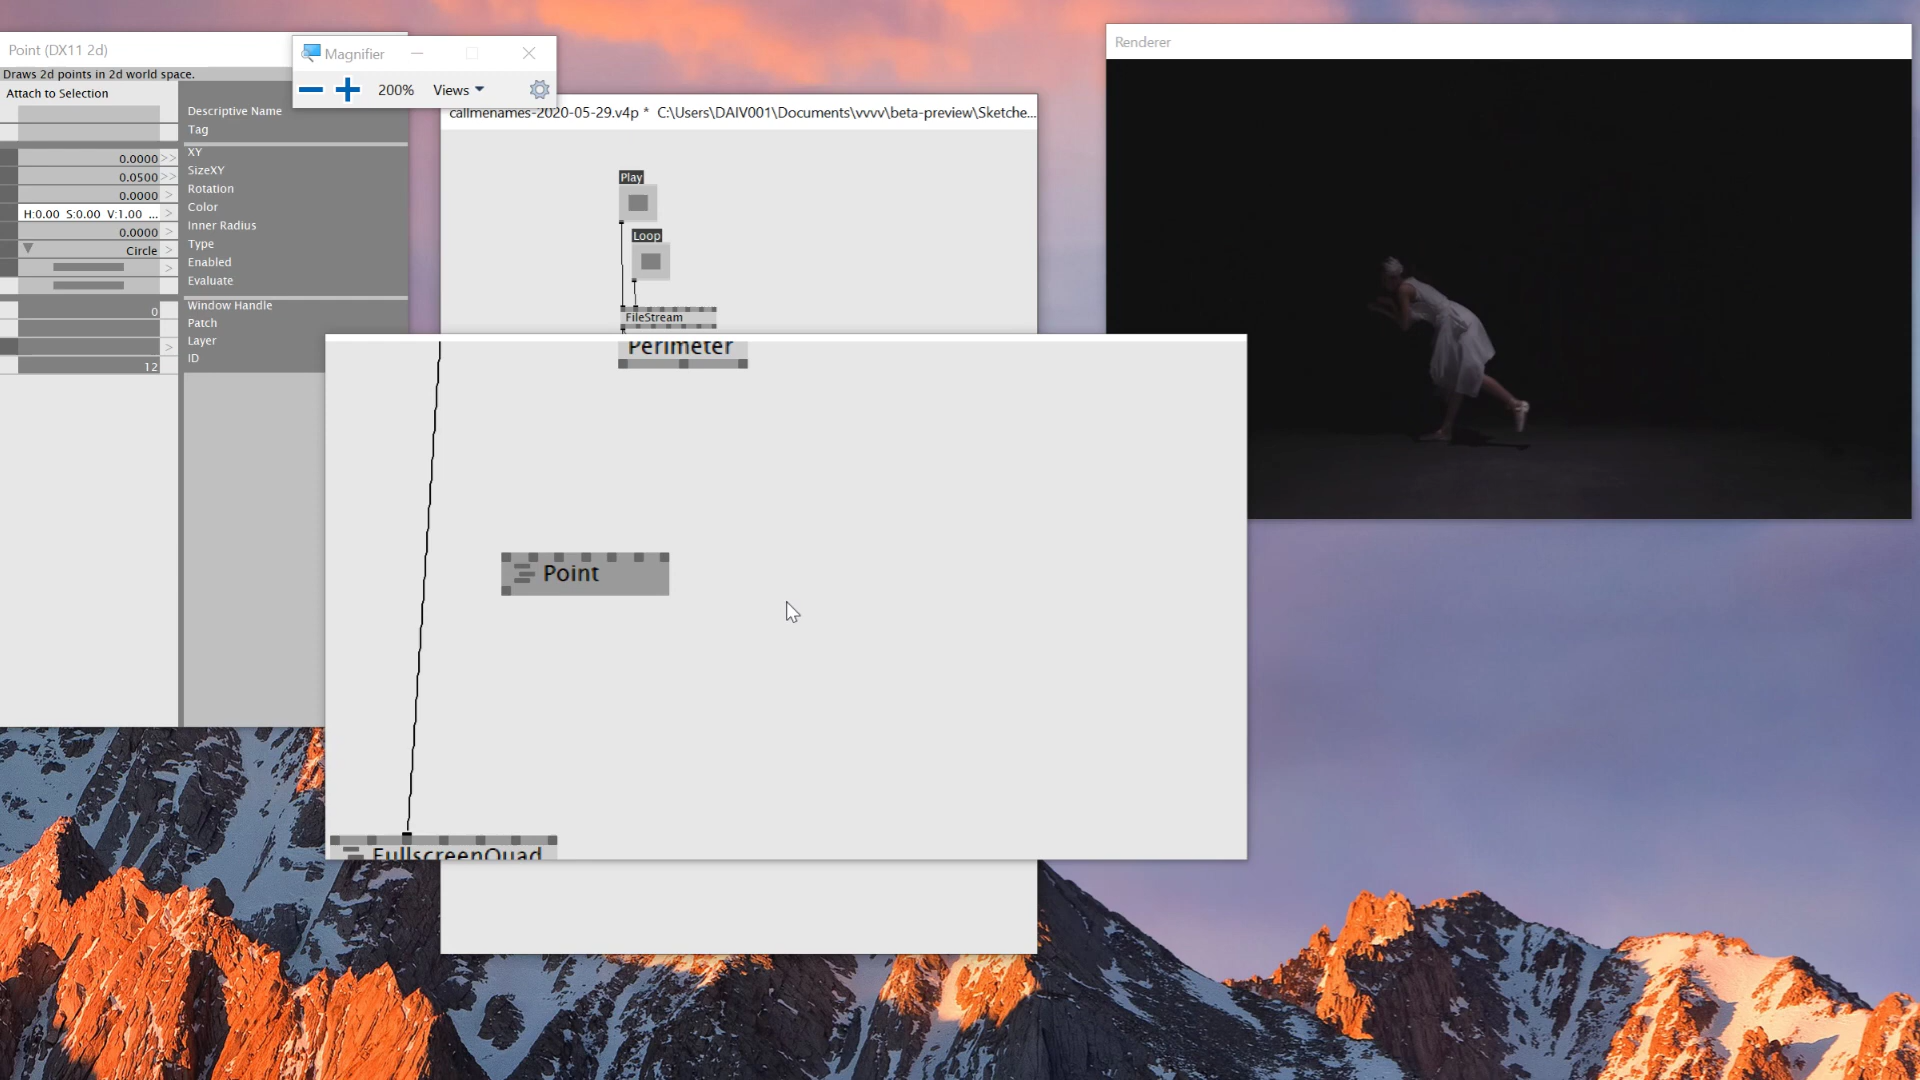 Point (DX11 2d)
Draws 2d points in 2d world space.
Attach to Selection
Descriptive Name
Tag
0.0000 >> XY
0.0500 >> SizeXY
0.0000 > Rotation
H:0.00 S:0.00 V:1.00 ... > Color
0.0000 > Inner Radius
Circle > Type
> Enabled
Evaluate
0 Window Handle
Patch
> Layer
12 ID
Magnifier
200% Views
callmenames-2020-05-29.v4p * C:\Users\DAIV001\Documents\vvvv\beta-preview\Sketche...
Play
Loop
FileStream
Perimeter
Point
FullscreenQuad
Renderer